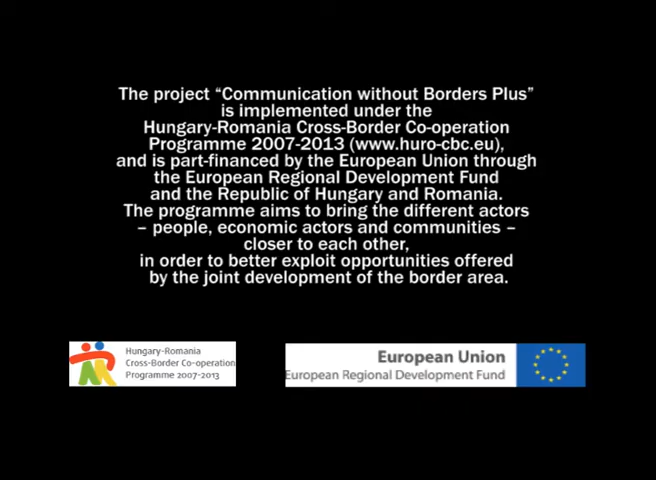 The project “Communication without Borders Plus”
is implemented under the
Hungary-Romania Cross-Border Co-operation
Programme 2007-2013 (www.huro-cbc.eu),
and is part-financed by the European Union through
the European Regional Development Fund
and the Republic of Hungary and Romania.
The programme aims to bring the different actors
– people, economic actors and communities –
closer to each other,
in order to better exploit opportunities offered
by the joint development of the border area.
Hungary-Romania
Cross-Border Co-operation
Programme 2007-2013
European Union
European Regional Development Fund